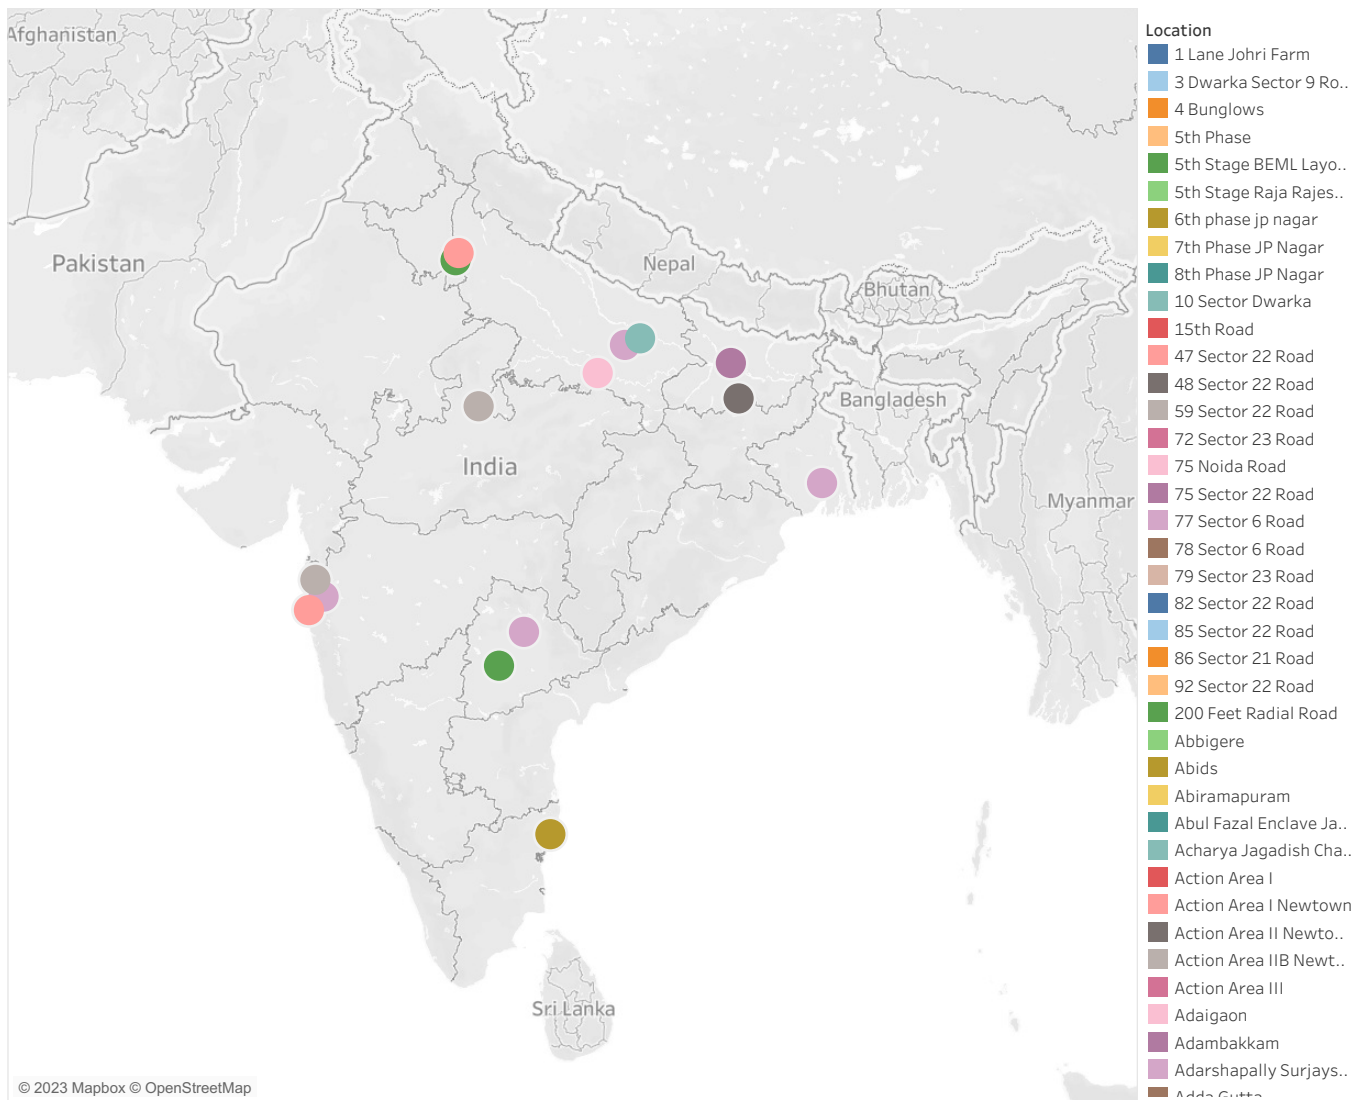 Afghanistan
Pakistan
Nepal
Bhutan
Bangladesh
India
Myanmar
Sri Lanka
© 2023 Mapbox © OpenStreetMap
Location
1 Lane Johri Farm
3 Dwarka Sector 9 Ro..
4 Bunglows
5th Phase
5th Stage BEML Layo..
5th Stage Raja Rajes..
6th phase jp nagar
7th Phase JP Nagar
8th Phase JP Nagar
10 Sector Dwarka
15th Road
47 Sector 22 Road
48 Sector 22 Road
59 Sector 22 Road
72 Sector 23 Road
75 Noida Road
75 Sector 22 Road
77 Sector 6 Road
78 Sector 6 Road
79 Sector 23 Road
82 Sector 22 Road
85 Sector 22 Road
86 Sector 21 Road
92 Sector 22 Road
200 Feet Radial Road
Abbigere
Abids
Abiramapuram
Abul Fazal Enclave Ja..
Acharya Jagadish Cha..
Action Area I
Action Area I Newtown
Action Area II Newto..
Action Area IIB Newt..
Action Area III
Adaigaon
Adambakkam
Adarshapally Surjays..
Adda Gutta